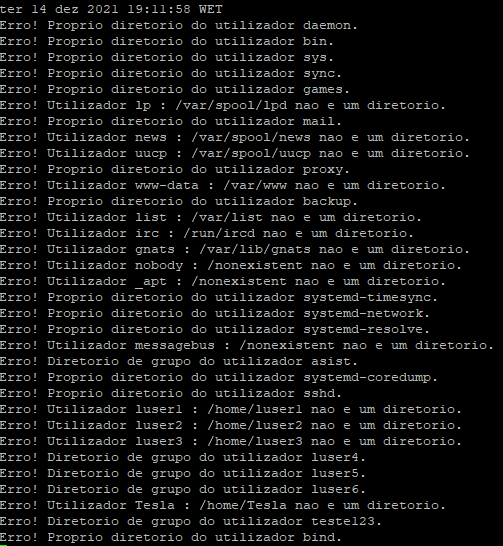 ter 14 dez 2021 19:11:58 WET
Erro! Proprio diretorio do utilizador daemon.
Erro! Proprio diretorio do utilizador bin.
Erro! Proprio diretorio do utilizador sys.
Erro! Proprio diretorio do utilizador sync.
Erro! Proprio diretorio do utilizador games.
Erro! Utilizador lp : /var/spool/lpd nao e um diretorio.
Erro! Proprio diretorio do utilizador mail.
Erro! Utilizador news : /var/spool/news nao e um diretorio.
Erro! Utilizador uucp : /var/spool/uucp nao e um diretorio.
Erro! Proprio diretorio do utilizador proxy.
Erro! Utilizador www-data : /var/www nao e um diretorio.
Erro! Proprio diretorio do utilizador backup.
Erro! Utilizador list : /var/list nao e um diretorio.
Erro! Utilizador irc : /run/ircd nao e um diretorio.
Erro! Utilizador gnats : /var/lib/gnats nao e um diretorio.
Erro! Utilizador nobody : /nonexistent nao e um diretorio.
Erro! Utilizador _apt : /nonexistent nao e um diretorio.
Erro! Proprio diretorio do utilizador systemd-timesync.
Erro! Proprio diretorio do utilizador systemd-network.
Erro! Proprio diretorio do utilizador systemd-resolve.
Erro! Utilizador messagebus : /nonexistent nao e um diretorio.
Erro! Diretorio de grupo do utilizador asist.
Erro! Proprio diretorio do utilizador systemd-coredump.
Erro! Proprio diretorio do utilizador sshd.
Erro! Utilizador luser1 : /home/luser1 nao e um diretorio.
Erro! Utilizador luser2 : /home/luser2 nao e um diretorio.
Erro! Utilizador luser3 : /home/luser3 nao e um diretorio.
Erro! Diretorio de grupo do utilizador luser4.
Erro! Diretorio de grupo do utilizador luser5.
Erro! Diretorio de grupo do utilizador luser6.
Erro! Utilizador Tesla : /home/Tesla nao e um diretorio.
Erro! Diretorio de grupo do utilizador teste123.
Erro! Proprio diretorio do utilizador bind.